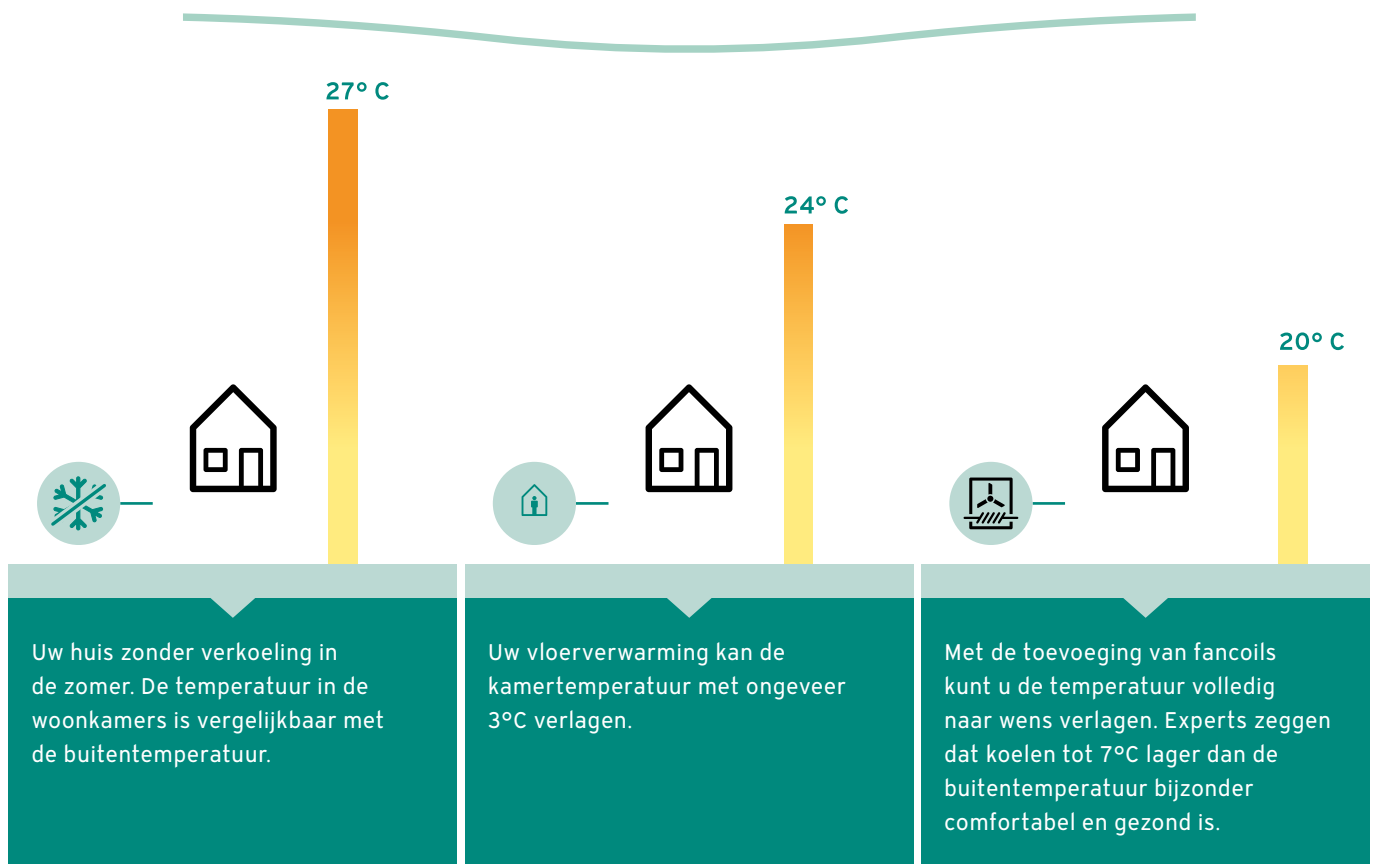 27° C
24° C
20° C
Uw huis zonder verkoeling in
de zomer. De temperatuur in de
woonkamers is vergelijkbaar met
de buitentemperatuur.
Uw vloerverwarming kan de
kamertemperatuur met ongeveer
3°C verlagen.
Met de toevoeging van fancoils
kunt u de temperatuur volledig
naar wens verlagen. Experts zeggen
dat koelen tot 7°C lager dan de
buitentemperatuur bijzonder
comfortabel en gezond is.